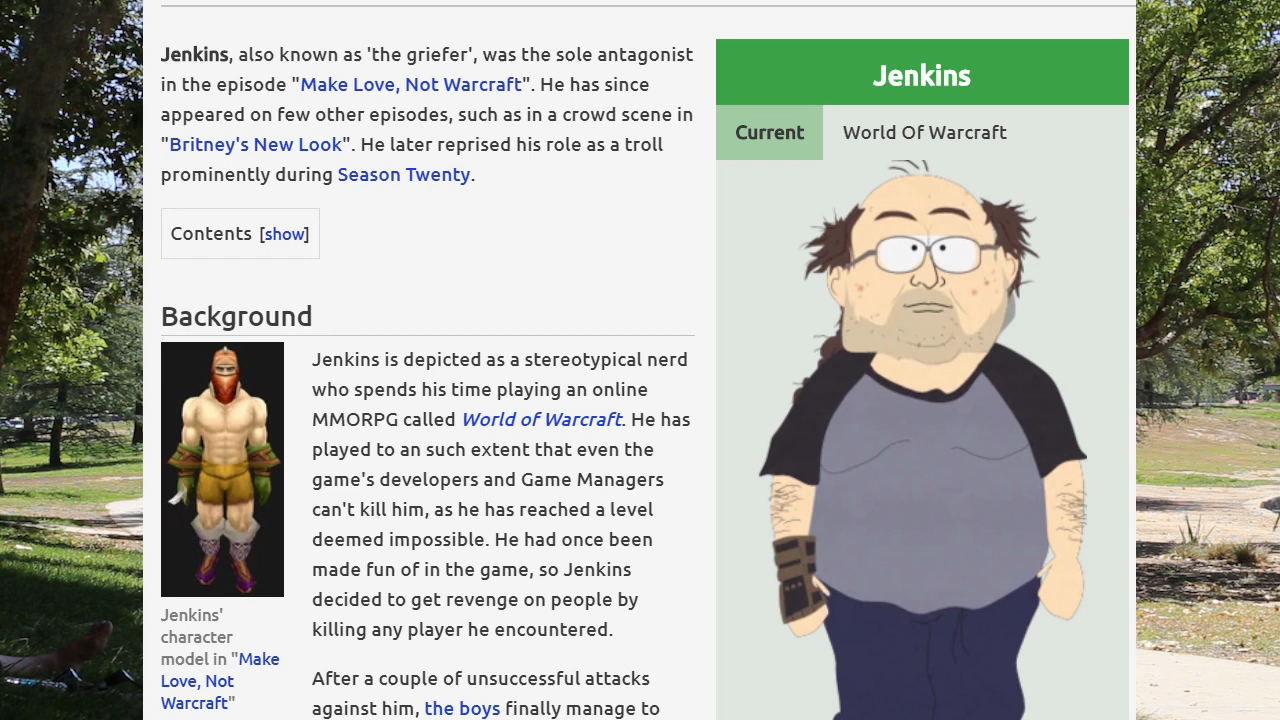 Jenkins, also known as 'the griefer', was the sole antagonist
in the episode "Make Love, Not Warcraft". He has since
appeared on few other episodes, such as in a crowd scene in
"Britney's New Look". He later reprised his role as a troll
prominently during Season Twenty.
Contents [show]
Background
Jenkins'
character
model in "Make
Love, Not
Warcraft"
Jenkins is depicted as a stereotypical nerd
who spends his time playing an online
MMORPG called World of Warcraft. He has
played to an such extent that even the
game's developers and Game Managers
can't kill him, as he has reached a level
deemed impossible. He had once been
made fun of in the game, so Jenkins
decided to get revenge on people by
killing any player he encountered.
After a couple of unsuccessful attacks
against him, the boys finally manage to
Jenkins
Current World Of Warcraft